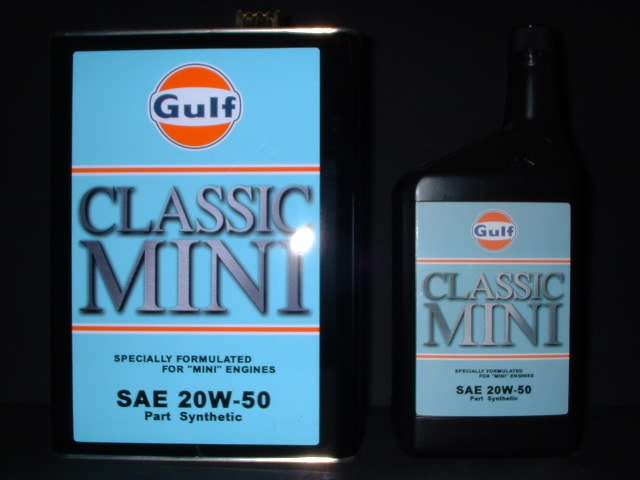 Gulf
CLASSIC
MINI
SPECIALLY FORMULATED
FOR "MINI" ENGINES
SAE 20W-50
Part Synthetic
Gulf
CLASSIC
MINI
SPECIALLY FORMULATED
FOR "MINI" ENGINES
SAE 20W-50
Part Synthetic